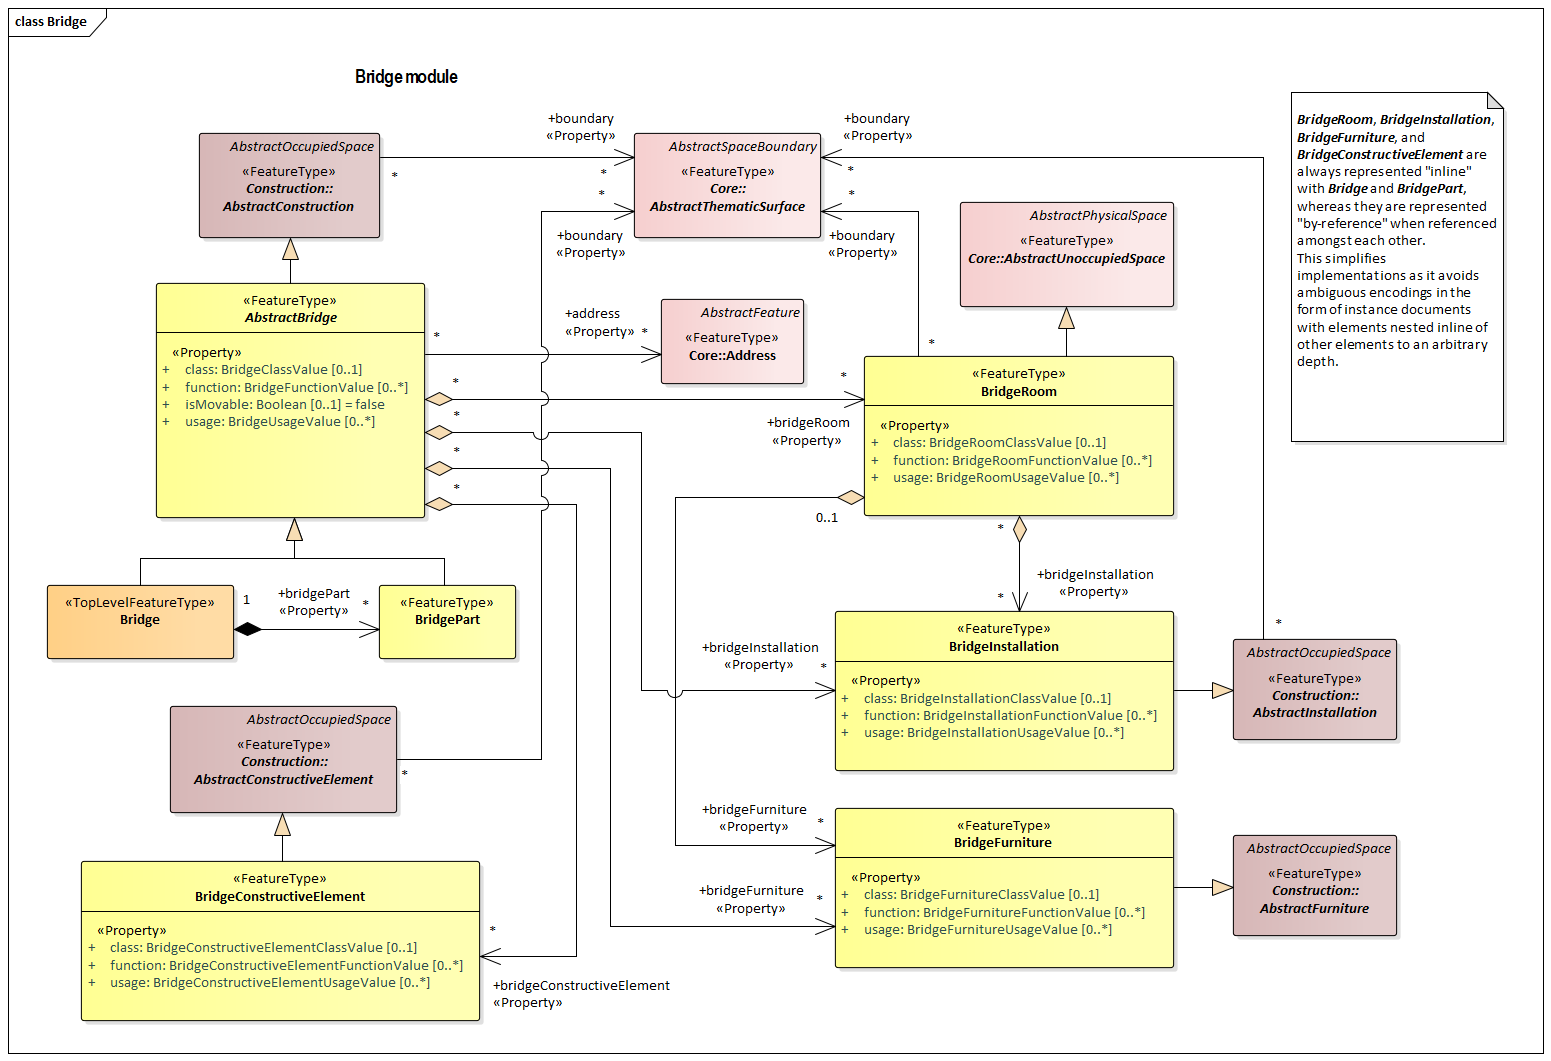 class Bridge
Bridge module
AbstractOccupiedSpace
«FeatureType»
Construction::
AbstractConstruction
+boundary
«Property»
*
*
AbstractSpaceBoundary
«FeatureType»
Core::
AbstractThematicSurface
+boundary
«Property»
*
*
+boundary
«Property»
*
+boundary
«Property»
*
AbstractPhysicalSpace
«FeatureType»
Core::AbstractUnoccupiedSpace
BridgeRoom, BridgeInstallation,
BridgeFurniture, and
BridgeConstructiveElement are
always represented "inline"
with Bridge and BridgePart,
whereas they are represented
"by-reference" when referenced
amongst each other.
This simplifies
implementations as it avoids
ambiguous encodings in the
form of instance documents
with elements nested inline of
other elements to an arbitrary
depth.
«FeatureType»
AbstractBridge
«Property»
+ class: BridgeClassValue [0..1]
+ function: BridgeFunctionValue [0..*]
+ isMovable: Boolean [0..1] = false
+ usage: BridgeUsageValue [0..*]
*
+address
«Property»
*
AbstractFeature
«FeatureType»
Core::Address
*
*
*
*
*
+bridgeRoom
«Property»
*
«FeatureType»
BridgeRoom
«Property»
+ class: BridgeRoomClassValue [0..1]
+ function: BridgeRoomFunctionValue [0..*]
+ usage: BridgeRoomUsageValue [0..*]
0..1
*
+bridgeInstallation
«Property»
*
«TopLevelFeatureType»
Bridge
1
+bridgePart
«Property»
*
«FeatureType»
BridgePart
+bridgeInstallation
«Property»
*
«FeatureType»
BridgeInstallation
«Property»
+ class: BridgeInstallationClassValue [0..1]
+ function: BridgeInstallationFunctionValue [0..*]
+ usage: BridgeInstallationUsageValue [0..*]
*
AbstractOccupiedSpace
«FeatureType»
Construction::
AbstractInstallation
AbstractOccupiedSpace
«FeatureType»
Construction::
AbstractConstructiveElement
*
+bridgeFurniture
«Property»
*
+bridgeFurniture
«Property»
*
«FeatureType»
BridgeFurniture
«Property»
+ class: BridgeFurnitureClassValue [0..1]
+ function: BridgeFurnitureFunctionValue [0..*]
+ usage: BridgeFurnitureUsageValue [0..*]
AbstractOccupiedSpace
«FeatureType»
Construction::
AbstractFurniture
«FeatureType»
BridgeConstructiveElement
«Property»
+ class: BridgeConstructiveElementClassValue [0..1]
+ function: BridgeConstructiveElementFunctionValue [0..*]
+ usage: BridgeConstructiveElementUsageValue [0..*]
*
+bridgeConstructiveElement
«Property»